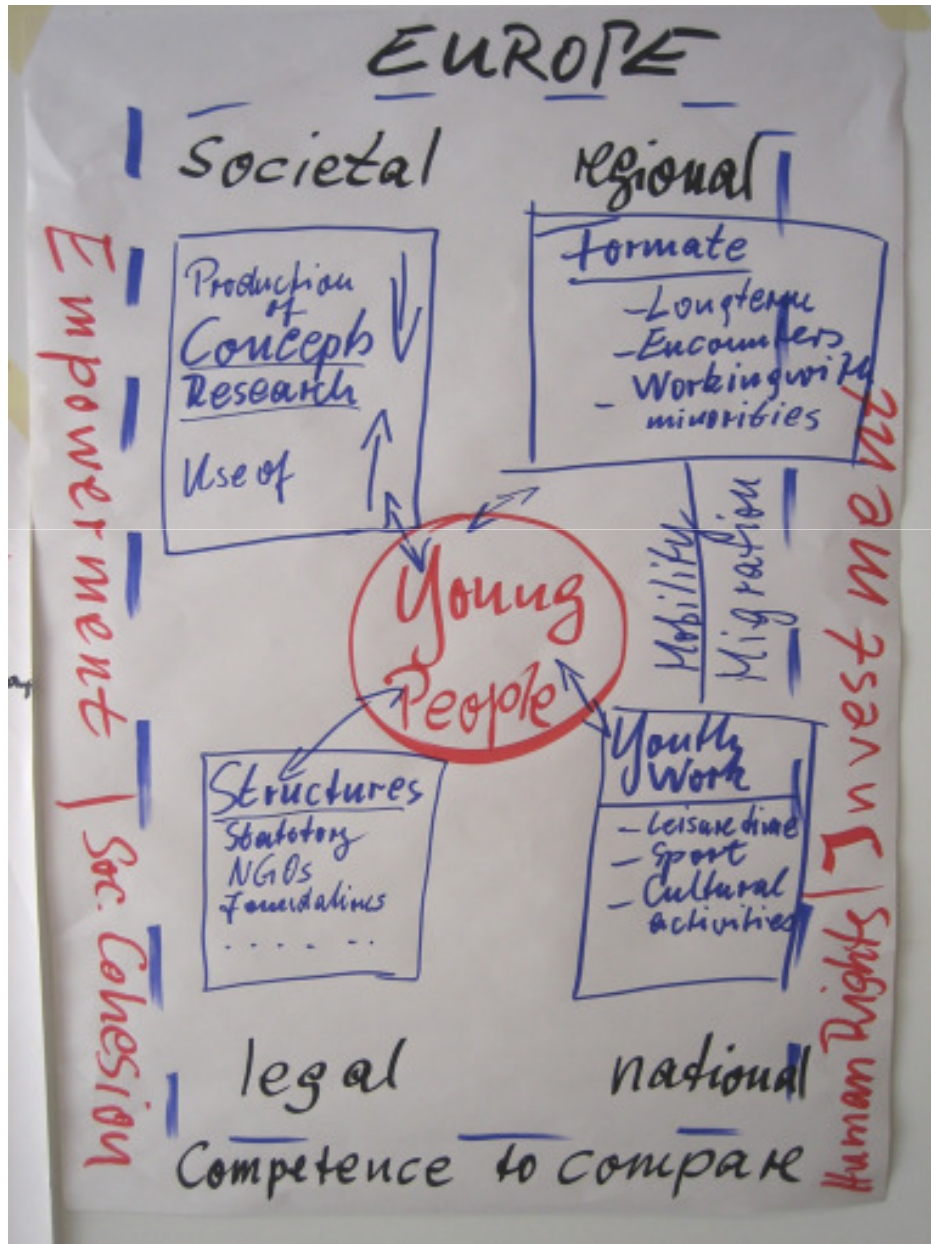 EUROPE
Societal
regional
Production
of
Concepts
Research
Use of
Formate
- Longterm
- Encounters
- Working with
minorities
Empowerment | Soc. Cohesion
Young
People
Mobility
Migration
Human Rights | Investment
Structures
Statotory
NGOs
Foundations
. . . . . .
Youth
Work
- Leisure time
- Sport
- Cultural
activities
legal
national
Competence to compare